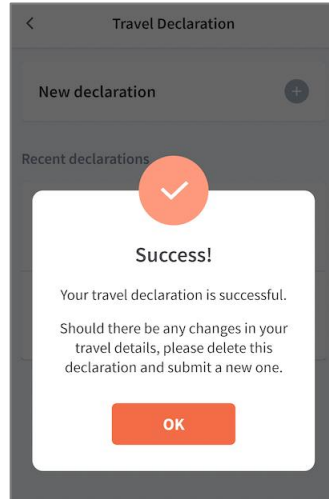 Travel Declaration
New declaration
Recent declarations
Success!
Your travel declaration is successful.
Should there be any changes in your
travel details, please delete this
declaration and submit a new one.
OK